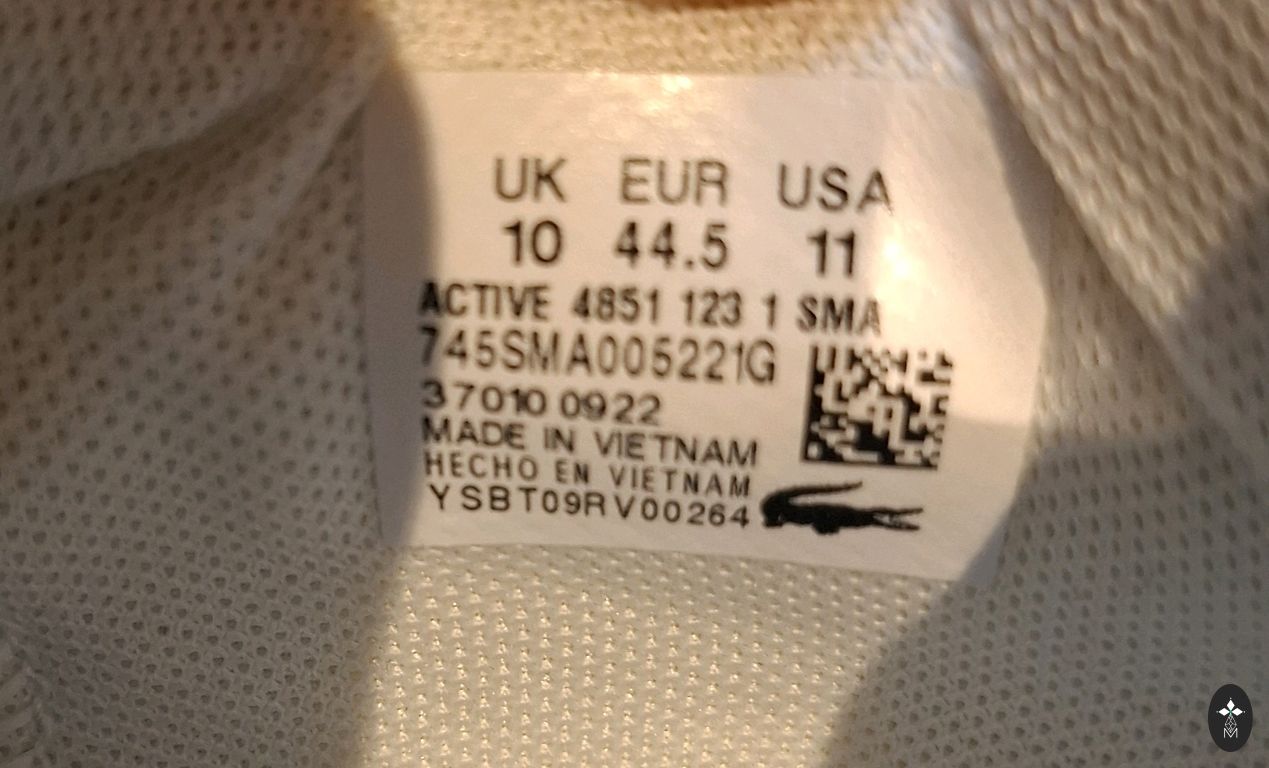 UK EUR USA
10 44.5 11
ACTIVE 4851 123 1 SMA
745SMA005221G
37010 0922
MADE IN VIETNAM
HECHO EN VIETNAM
YSBT09RV00264
M